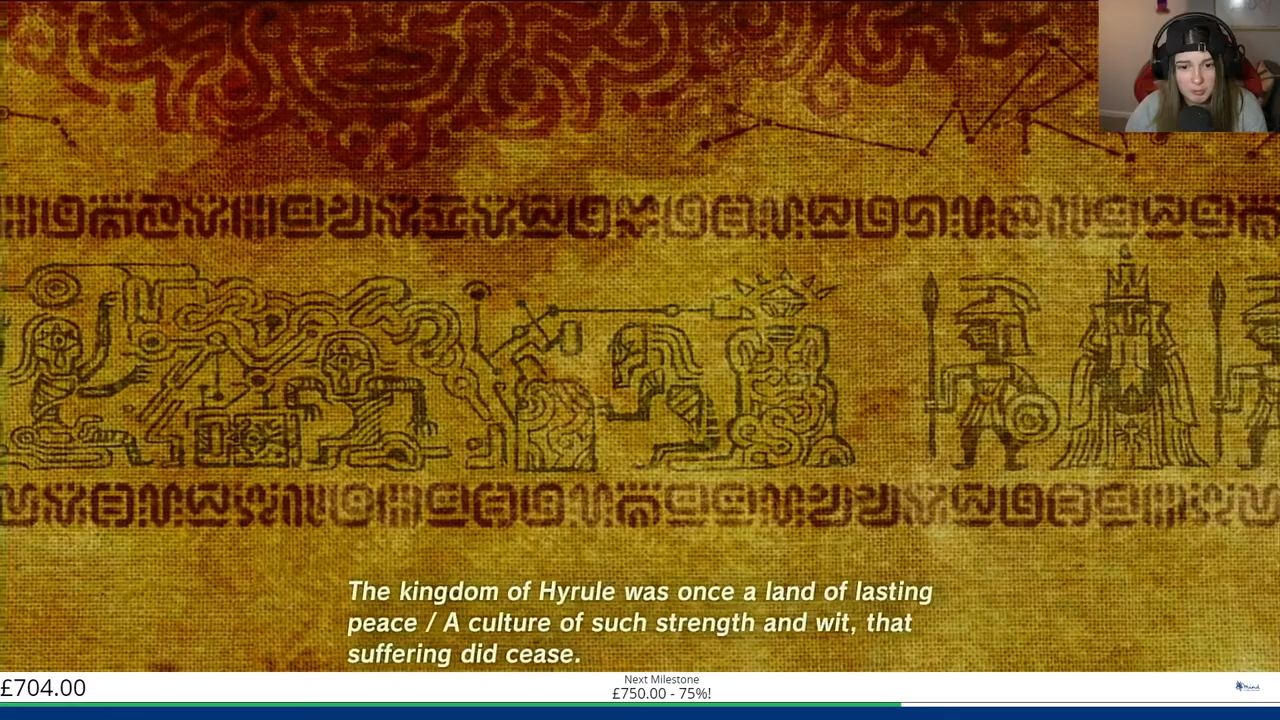 The kingdom of Hyrule was once a land of lasting
peace / A culture of such strength and wit, that
suffering did cease.
£704.00
Next Milestone
£750.00 - 75%!
mind